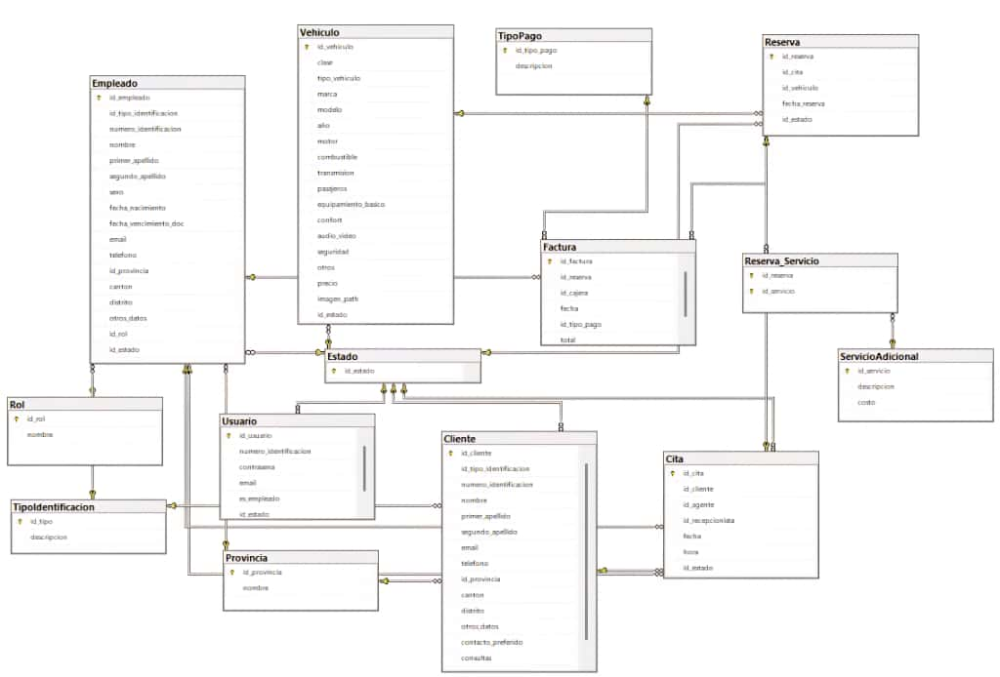 Empleado
id_empleado
id_tipo_identificacion
numero_identificacion
nombre
primer_apellido
segundo_apellido
sexo
fecha_nacimiento
fecha_vencimiento_doc
email
telefono
id_provincia
canton
distrito
otros_datos
id_rol
id_estado
Vehiculo
id_vehiculo
clase
tipo_vehiculo
marca
modelo
año
motor
combustible
transmision
pasajeros
equipamiento_basico
confort
audio_video
seguridad
otros
precio
imagen_path
id_estado
TipoPago
id_tipo_pago
descripcion
Reserva
id_reserva
id_cita
id_vehiculo
fecha_reserva
id_estado
Factura
id_factura
id_reserva
id_cajera
fecha
id_tipo_pago
total
Reserva_Servicio
id_reserva
id_servicio
Estado
id_estado
ServicioAdicional
id_servicio
descripcion
costo
Rol
id_rol
nombre
Usuario
id_usuario
numero_identificacion
contrasena
email
es_empleado
id_estado
Cliente
id_cliente
id_tipo_identificacion
numero_identificacion
nombre
primer_apellido
segundo_apellido
email
telefono
id_provincia
canton
distrito
otros_datos
contacto_preferido
consultas
Cita
id_cita
id_cliente
id_agente
id_recepcionista
fecha
hora
id_estado
TipoIdentificacion
id_tipo
descripcion
Provincia
id_provincia
nombre